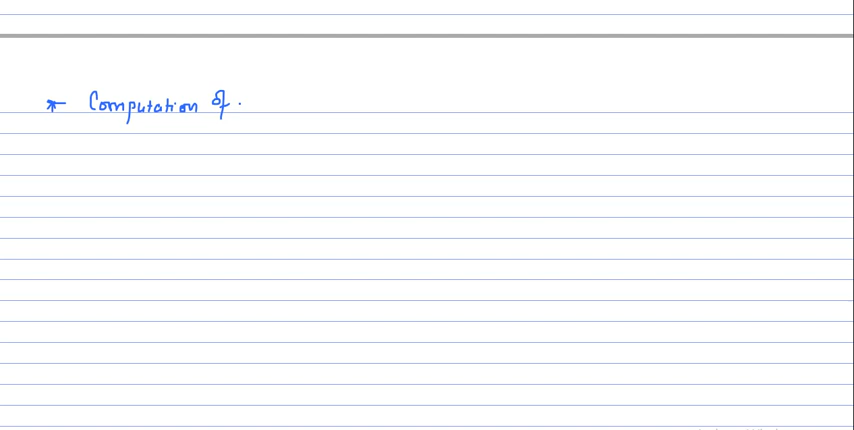 * Computation of .